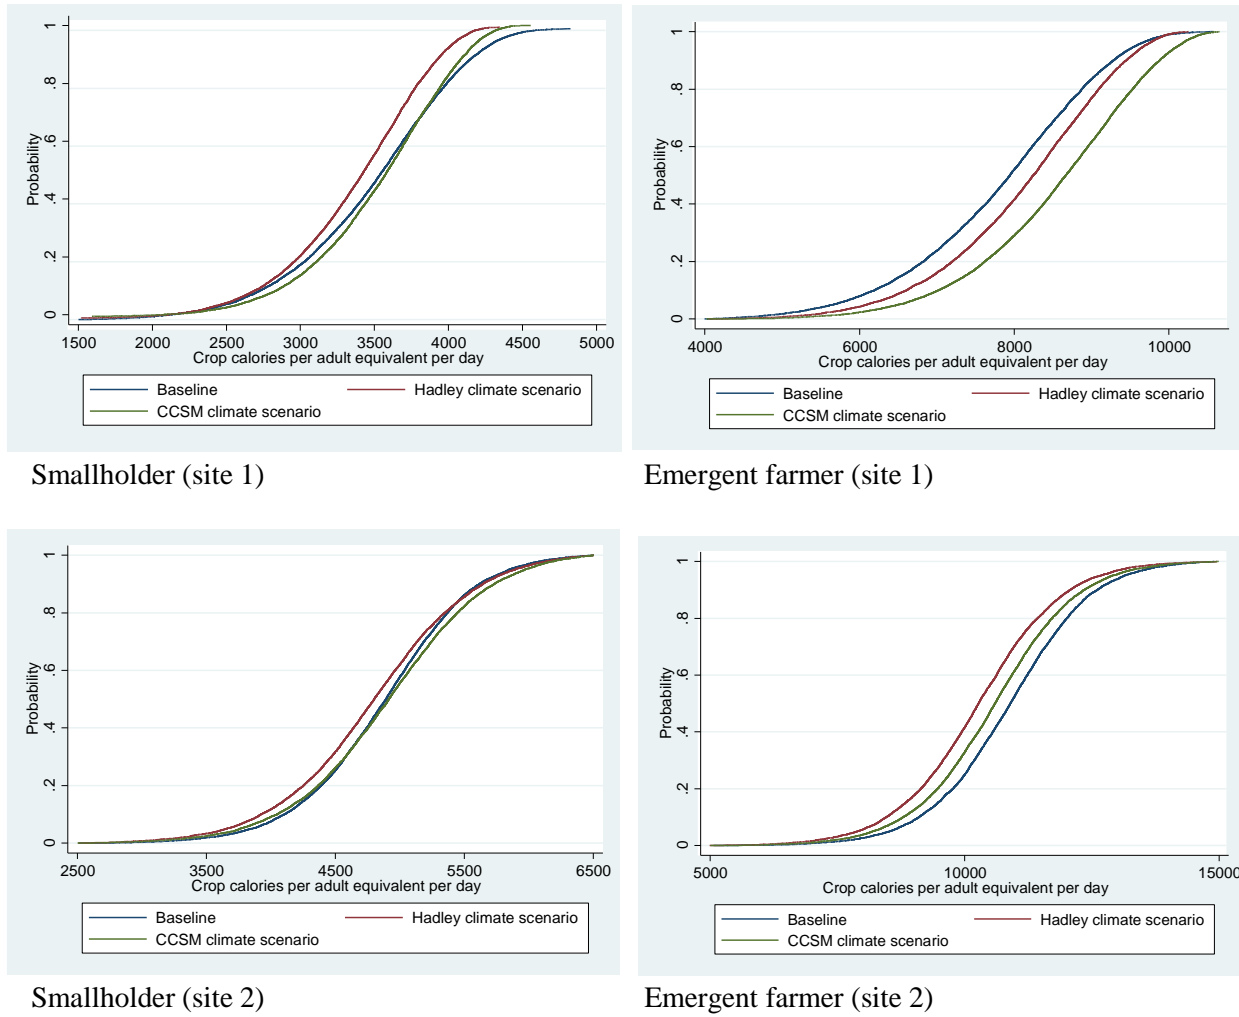 1
.8
.6
.4
.2
0
Probability
1500 2000 2500 3000 3500 4000 4500 5000
Crop calories per adult equivalent per day
Baseline Hadley climate scenario
CCSM climate scenario
Smallholder (site 1)
1
.8
.6
.4
.2
0
Probability
4000 6000 8000 10000
Crop calories per adult equivalent per day
Baseline Hadley climate scenario
CCSM climate scenario
Emergent farmer (site 1)
1
.8
.6
.4
.2
0
Probability
2500 3500 4500 5500 6500
Crop calories per adult equivalent per day
Baseline Hadley climate scenario
CCSM climate scenario
Smallholder (site 2)
1
.8
.6
.4
.2
0
Probability
5000 10000 15000
Crop calories per adult equivalent per day
Baseline Hadley climate scenario
CCSM climate scenario
Emergent farmer (site 2)